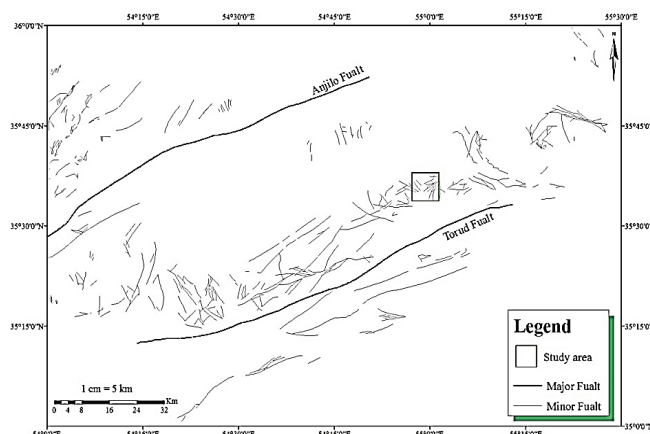 54°15'0"E 54°30'0"E 54°45'0"E 55°0'0"E 55°15'0"E 55°30'0"E
36°0'0"N
N
Anjilo Fualt
35°45'0"N 35°45'0"N
35°30'0"N 35°30'0"N
Torud Fualt
35°15'0"N 35°15'0"N
Legend
Study area
1 cm = 5 km
Km
0 4 8 16 24 32
Major Fualt
Minor Fualt
35°0'0"N